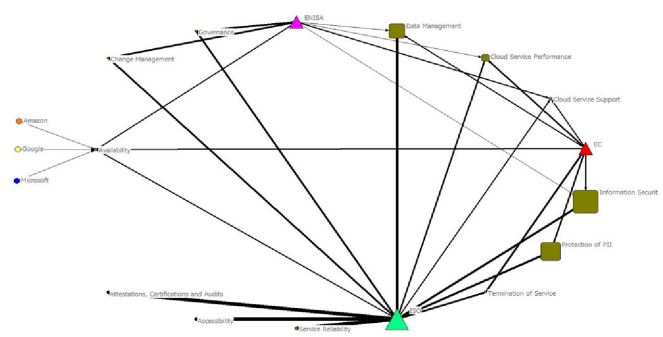 ENISA
Data Management
Governance
Change Management
Cloud Service Performance
Cloud Service Support
Amazon
Google
Availability
EC
Microsoft
Information Securit
Protection of PII
Attestations, Certifications and Audits
Termination of Service
ISO
Accessibility
Service Reliability